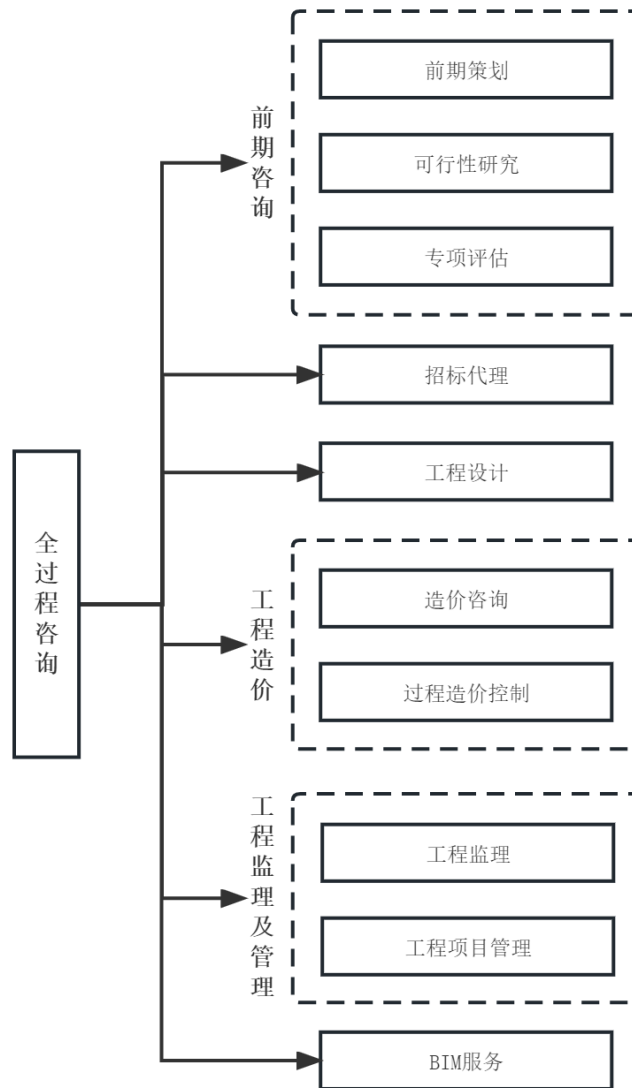 全过程咨询
前期咨询
前期策划
可行性研究
专项评估
招标代理
工程设计
工程造价
造价咨询
过程造价控制
工程监理及管理
工程监理
工程项目管理
BIM服务